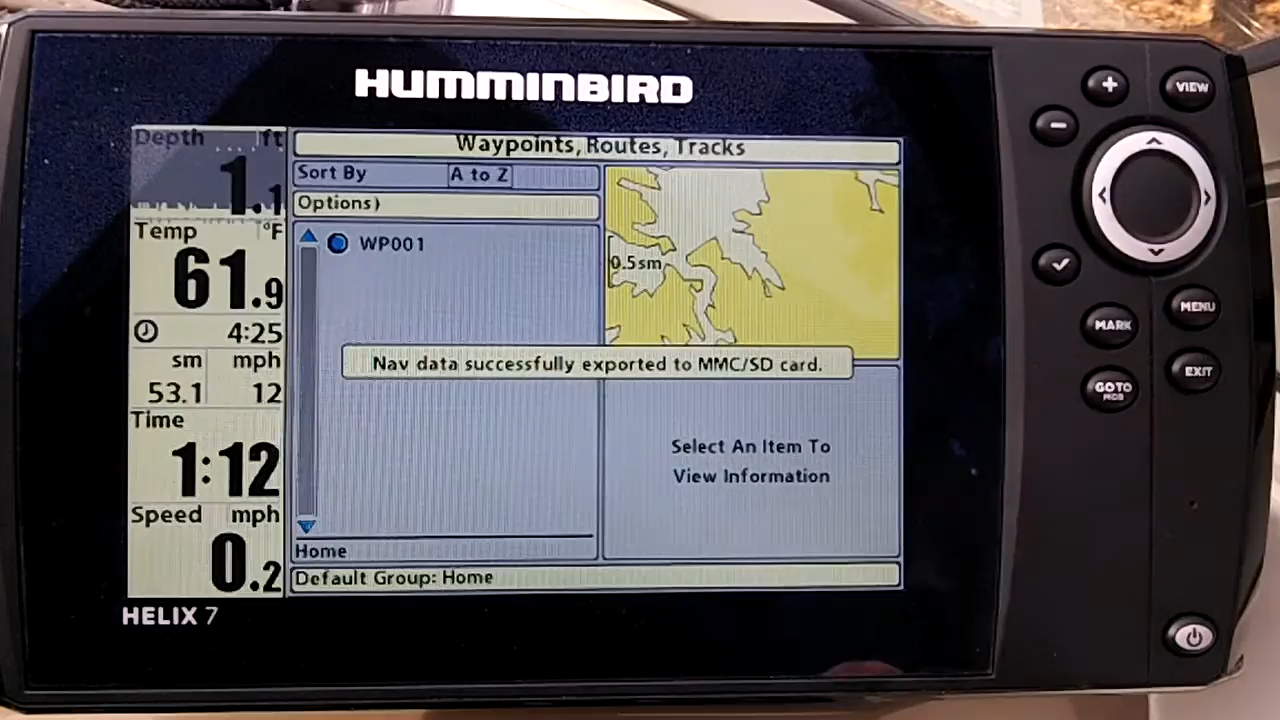 HUMMINBIRD
Depth ft
1.1
Temp °F
61.9
4:25
sm mph
53.1 12
Time
1:12
Speed mph
0.2
Waypoints, Routes, Tracks
Sort By A to Z
Options)
WP001
0.5sm
Nav data successfully exported to MMC/SD card.
Select An Item To
View Information
Home
Default Group: Home
HELIX 7
+
VIEW
-
MARK
MENU
GO TO
MOB
EXIT